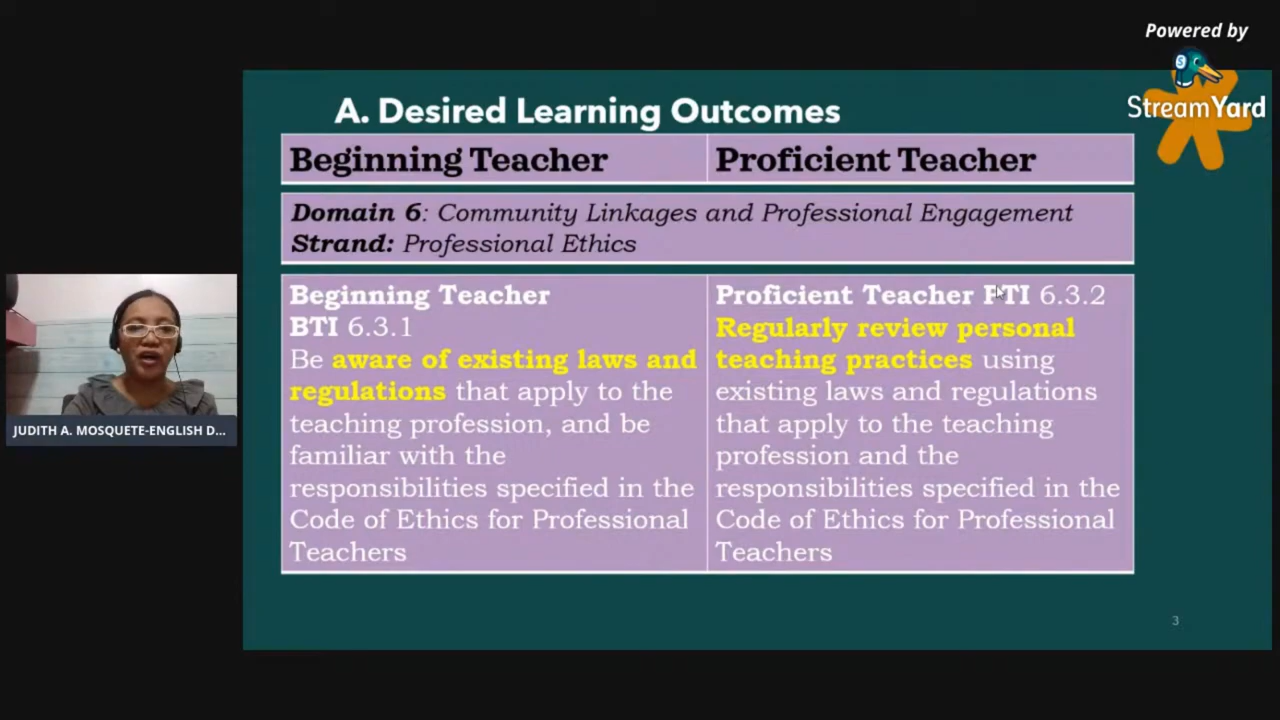 Powered by
StreamYard
A. Desired Learning Outcomes
Beginning Teacher
Proficient Teacher
Domain 6: Community Linkages and Professional Engagement
Strand: Professional Ethics
Beginning Teacher
BTI 6.3.1
Be aware of existing laws and
regulations that apply to the
teaching profession, and be
familiar with the
responsibilities specified in the
Code of Ethics for Professional
Teachers
Proficient Teacher PTI 6.3.2
Regularly review personal
teaching practices using
existing laws and regulations
that apply to the teaching
profession and the
responsibilities specified in the
Code of Ethics for Professional
Teachers
JUDITH A. MOSQUETE-ENGLISH D...
3